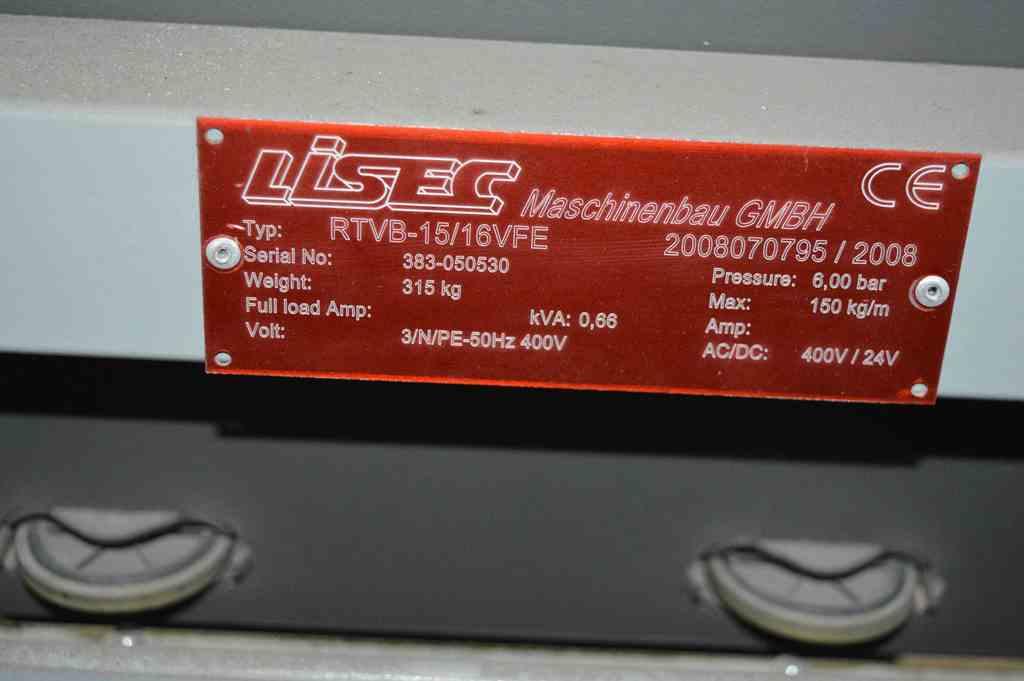 LiSEC Maschinenbau GMBH CE
Typ: RTVB-15/16VFE 2008070795 / 2008
Serial No: 383-050530 Pressure: 6,00 bar
Weight: 315 kg Max: 150 kg/m
Full load Amp: kVA: 0,66 Amp:
Volt: 3/N/PE-50Hz 400V AC/DC: 400V / 24V